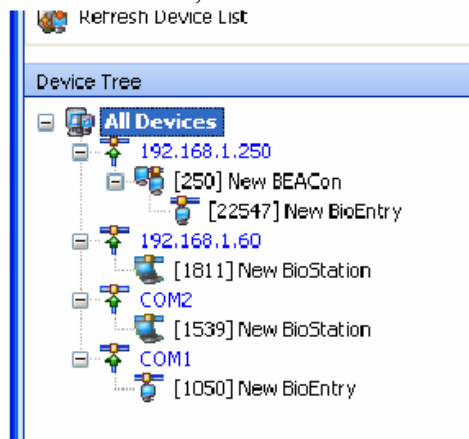 Refresh Device List
Device Tree
All Devices
192.168.1.250
[250] New BEACon
[22547] New BioEntry
192.168.1.60
[1811] New BioStation
COM2
[1539] New BioStation
COM1
[1050] New BioEntry